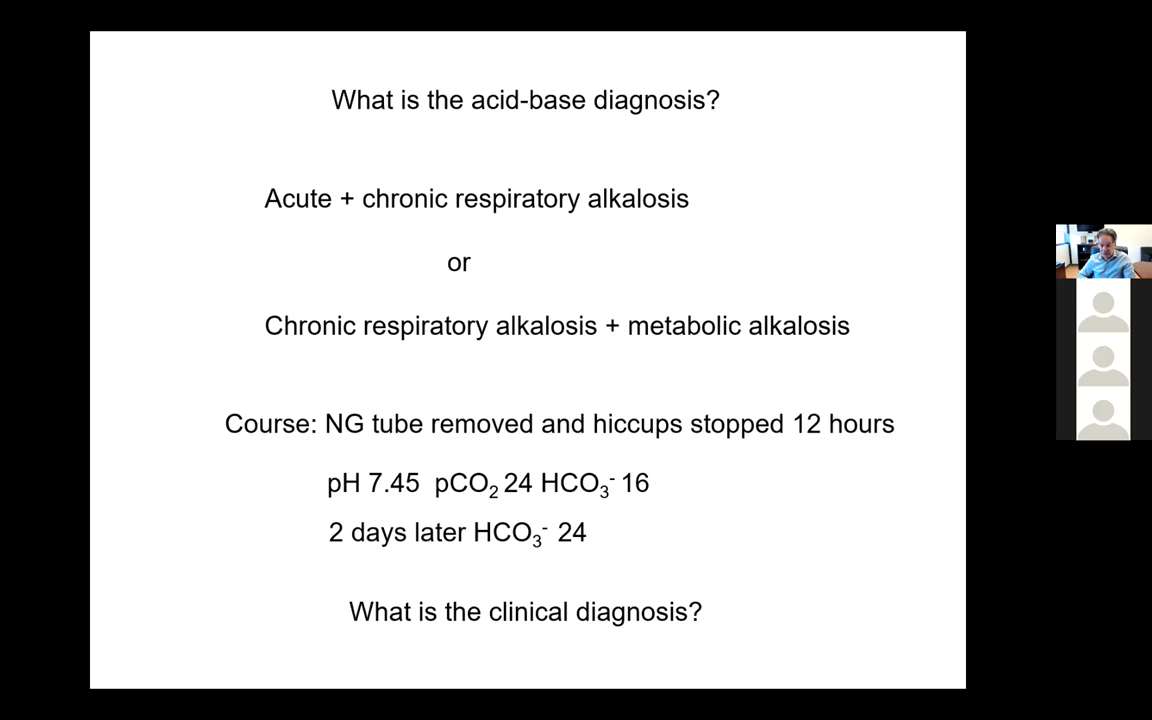 What is the acid-base diagnosis?
Acute + chronic respiratory alkalosis
or
Chronic respiratory alkalosis + metabolic alkalosis
Course: NG tube removed and hiccups stopped 12 hours
pH 7.45 pCO₂ 24 HCO₃⁻ 16
2 days later HCO₃⁻ 24
What is the clinical diagnosis?